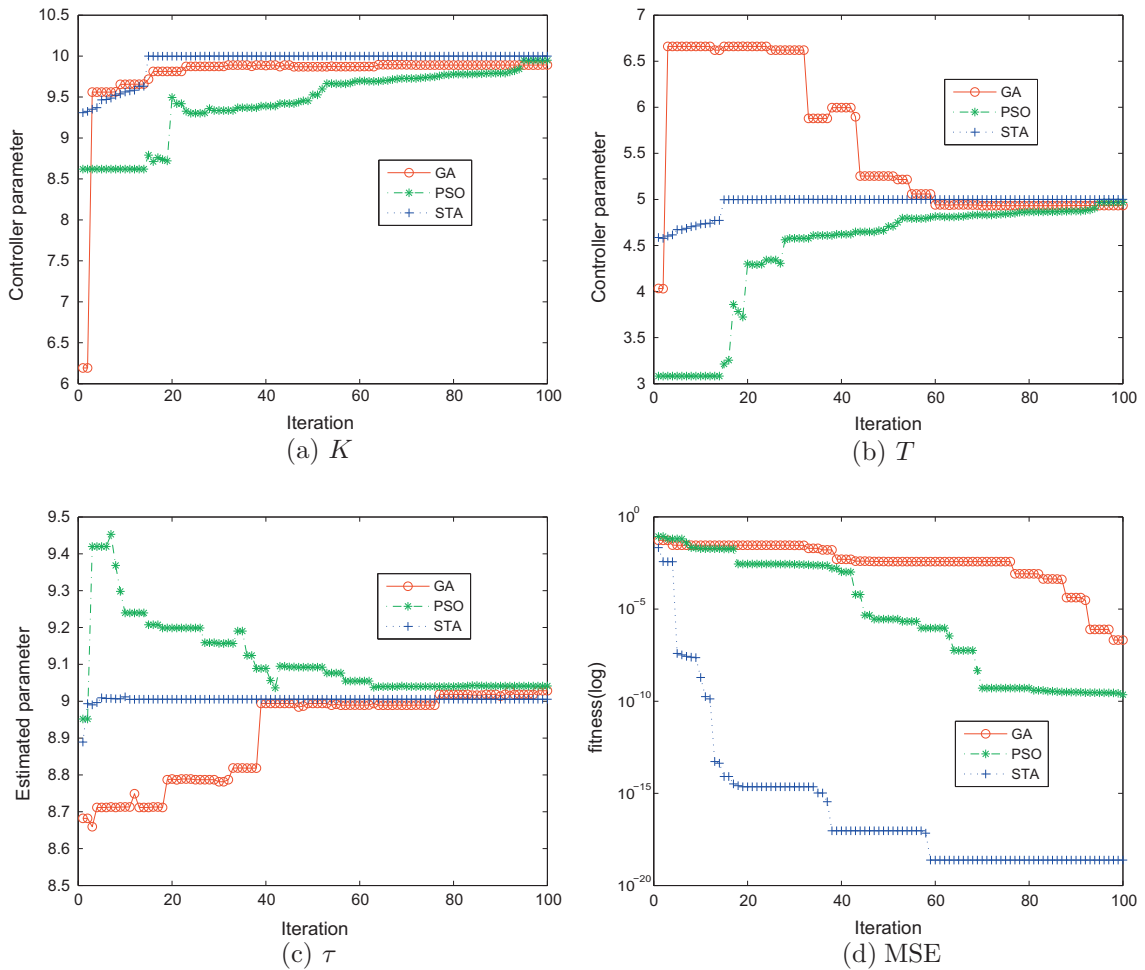 10.5
10
9.5
9
8.5
8
7.5
7
6.5
6
Controller parameter
GA
PSO
STA
0 20 40 60 80 100
Iteration
(a) K
7
6.5
6
5.5
5
4.5
4
3.5
3
Controller parameter
GA
PSO
STA
0 20 40 60 80 100
Iteration
(b) T
9.5
9.4
9.3
9.2
9.1
9
8.8
8.7
8.6
8.5
Estimated parameter
GA
PSO
STA
0 20 40 60 80 100
Iteration
(c) τ
10⁰
10⁻⁵
10⁻¹⁰
10⁻¹⁵
10⁻²⁰
fitness(log)
GA
PSO
STA
0 20 40 60 80 100
Iteration
(d) MSE